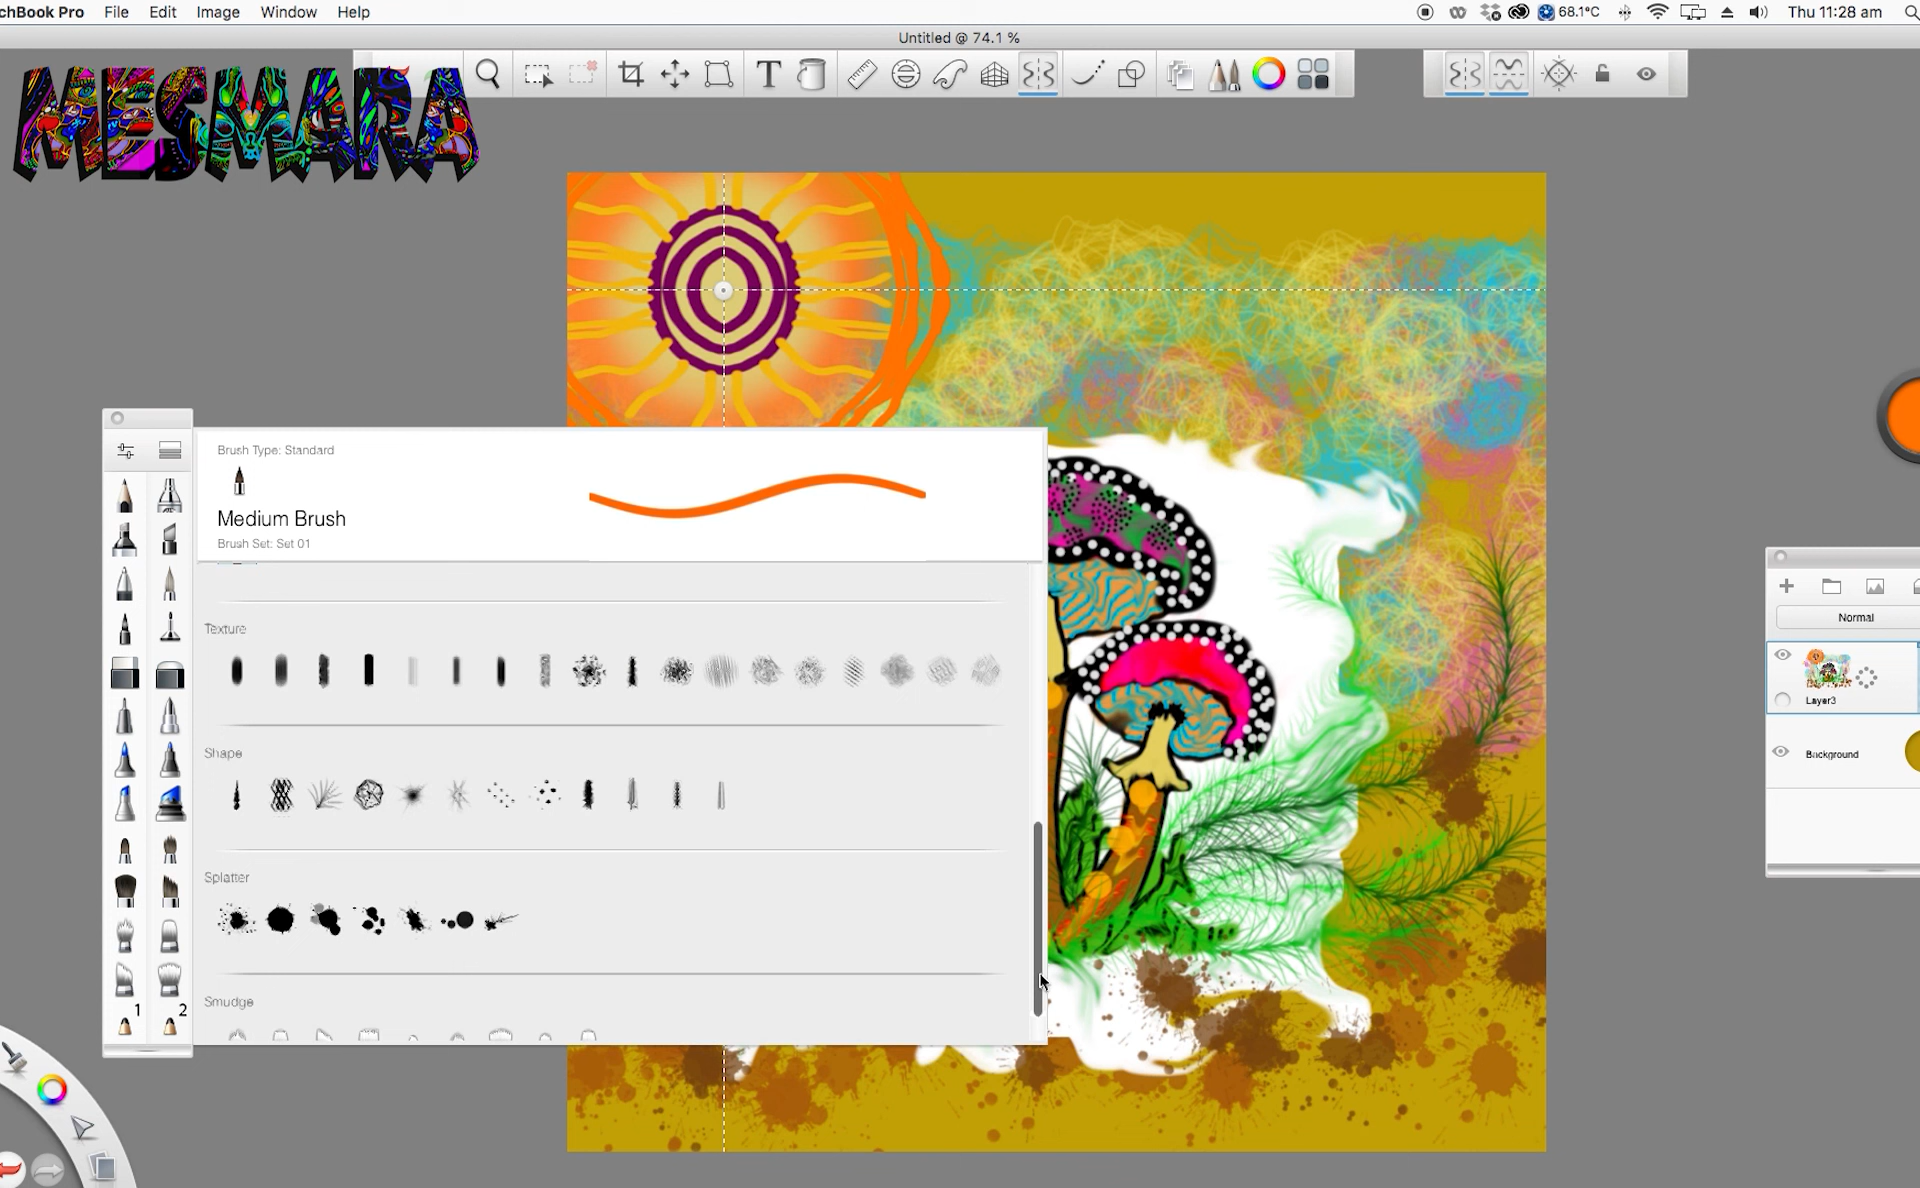 chBook Pro File Edit Image Window Help
68.1°C Thu 11:28 am
Untitled @ 74.1 %
MESMARA
T
Brush Type: Standard
Medium Brush
Brush Set: Set 01
Texture
Shape
Splatter
Smudge
1 2
Normal
Layer3
Background